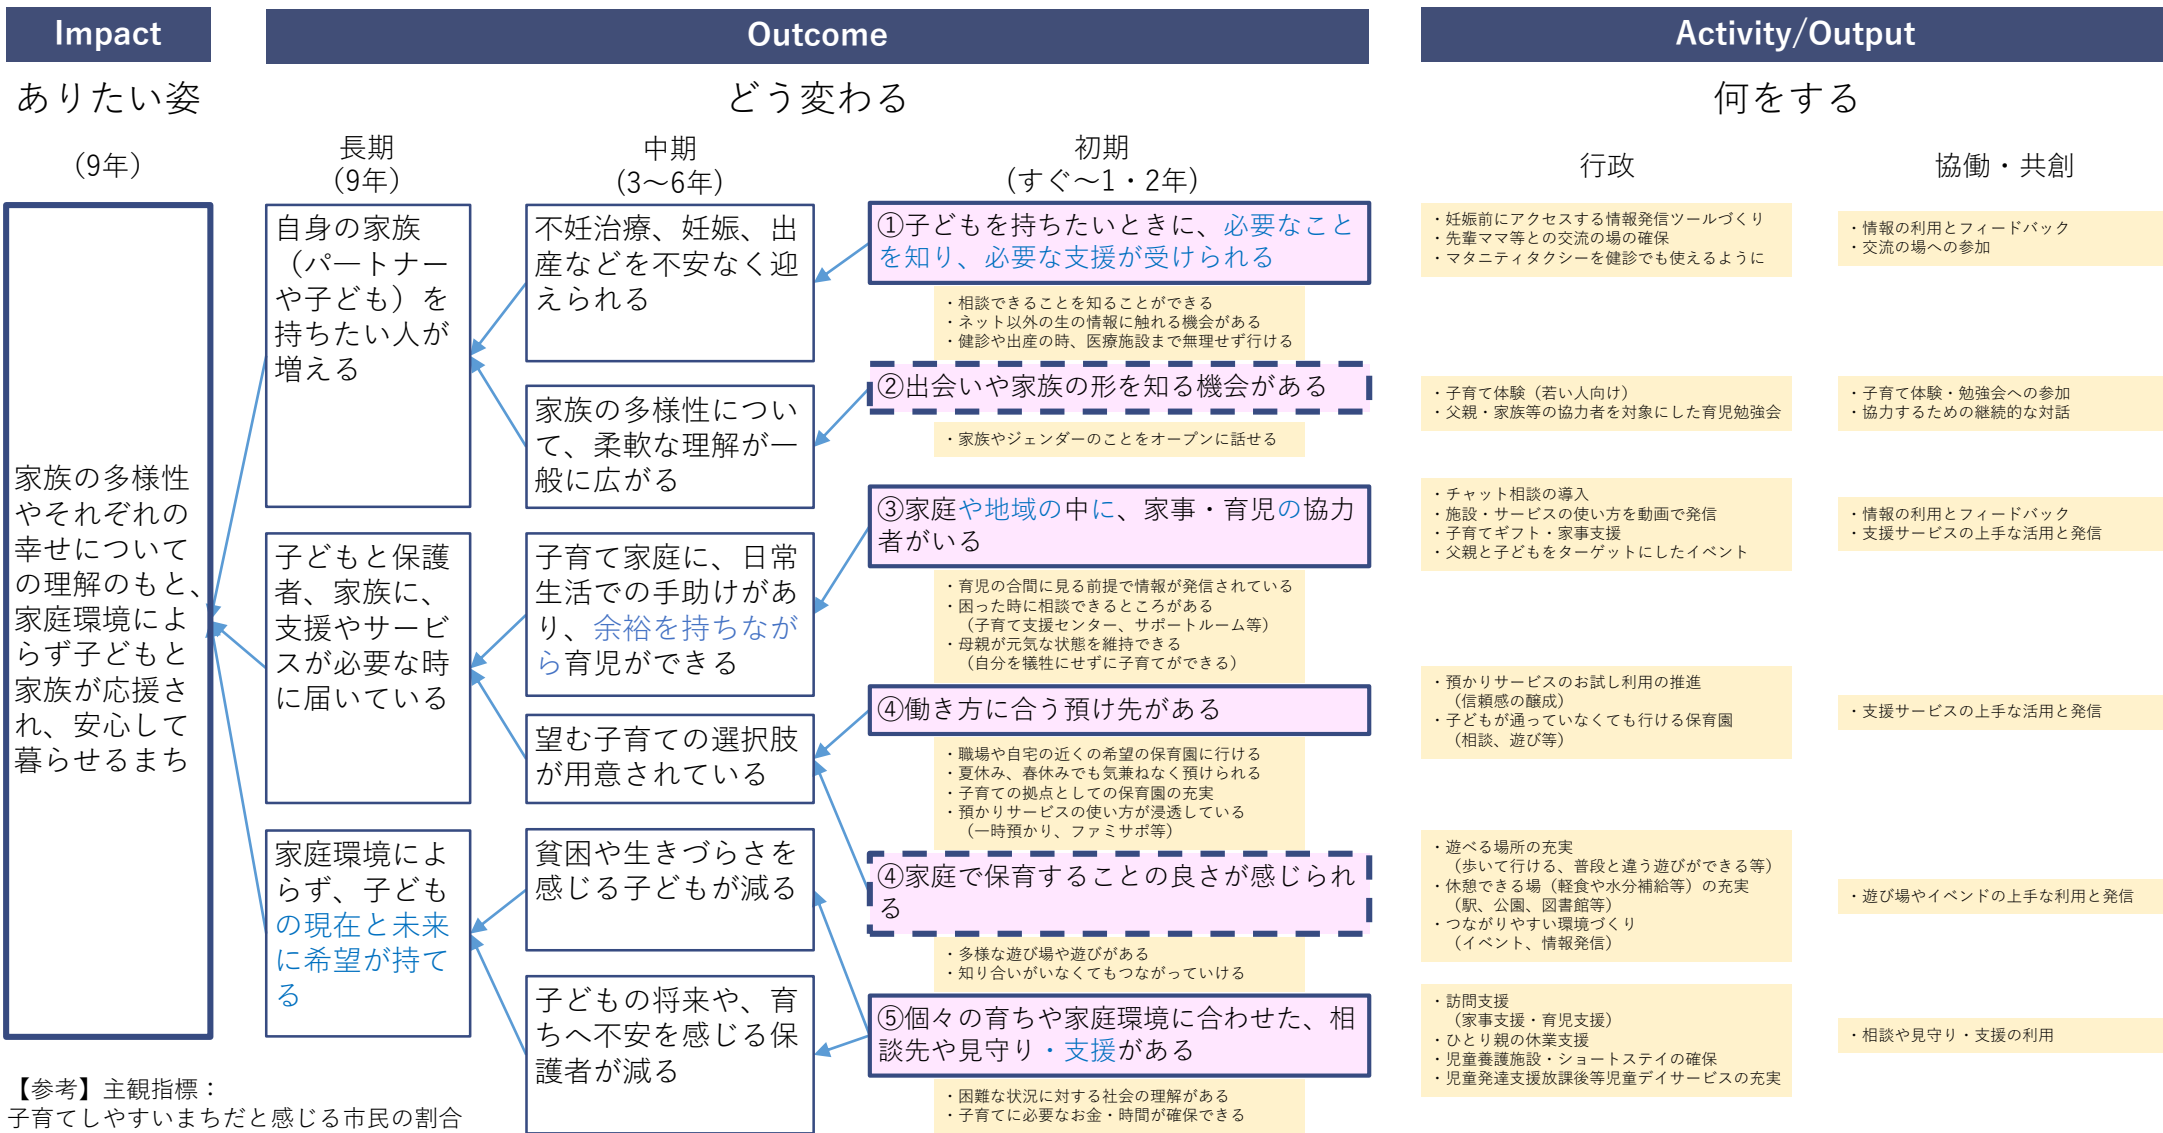 Impact
Outcome
Activity/Output
ありたい姿
どう変わる
何をする
（9年）
長期
（9年）
中期
(3～6年)
初期
(すぐ～1・2年)
行政
協働・共創
家族の多様性
やそれぞれの
幸せについて
の理解のもと、
家庭環境によ
らず子どもと
家族が応援さ
れ、安心して
暮らせるまち
自身の家族
（パートナー
や子ども）を
持ちたい人が
増える
子どもと保護
者、家族に、
支援やサービ
スが必要な時
に届いている
家庭環境によ
らず、子ども
の現在と未来
に希望が持て
る
不妊治療、妊娠、出
産などを不安なく迎
えられる
家族の多様性につい
て、柔軟な理解が一
般に広がる
子育て家庭に、日常
生活での手助けがあ
り、余裕を持ちなが
ら育児ができる
望む子育ての選択肢
が用意されている
貧困や生きづらさを
感じる子どもが減る
子どもの将来や、育
ちへ不安を感じる保
護者が減る
①子どもを持ちたいときに、必要なこと
を知り、必要な支援が受けられる
・相談できることを知ることができる
・ネット以外の生の情報に触れる機会がある
・健診や出産の時、医療施設まで無理せず行ける
②出会いや家族の形を知る機会がある
・家族やジェンダーのことをオープンに話せる
③家庭や地域の中に、家事・育児の協力
者がいる
・育児の合間に見る前提で情報が発信されている
・困った時に相談できるところがある
（子育て支援センター、サポートルーム等）
・母親が元気な状態を維持できる
（自分を犠牲にせずに子育てができる）
④働き方に合う預け先がある
・職場や自宅の近くの希望の保育園に行ける
・夏休み、春休みでも気兼ねなく預けられる
・子育ての拠点としての保育園の充実
・預かりサービスの使い方が浸透している
（一時預かり、ファミサポ等）
④家庭で保育することの良さが感じられ
る
・多様な遊び場や遊びがある
・知り合いがいなくてもつながっていける
⑤個々の育ちや家庭環境に合わせた、相
談先や見守り・支援がある
・困難な状況に対する社会の理解がある
・子育てに必要なお金・時間が確保できる
・妊娠前にアクセスする情報発信ツールづくり
・先輩ママ等との交流の場の確保
・マタニティタクシーを健診でも使えるように
・子育て体験（若い人向け）
・父親・家族等の協力者を対象にした育児勉強会
・チャット相談の導入
・施設・サービスの使い方を動画で発信
・子育てギフト・家事支援
・父親と子どもをターゲットにしたイベント
・預かりサービスのお試し利用の推進
（信頼感の醸成）
・子どもが通っていなくても行ける保育園
（相談、遊び等）
・遊べる場所の充実
（歩いて行ける、普段と違う遊びができる等）
・休憩できる場（軽食や水分補給等）の充実
（駅、公園、図書館等）
・つながりやすい環境づくり
（イベント、情報発信）
・訪問支援
（家事支援・育児支援）
・ひとり親の休業支援
・児童養護施設・ショートステイの確保
・児童発達支援放課後等児童デイサービスの充実
・情報の利用とフィードバック
・交流の場への参加
・子育て体験・勉強会への参加
・協力するための継続的な対話
・情報の利用とフィードバック
・支援サービスの上手な活用と発信
・支援サービスの上手な活用と発信
・遊び場やイベンドの上手な利用と発信
・相談や見守り・支援の利用
【参考】主観指標：
子育てしやすいまちだと感じる市民の割合